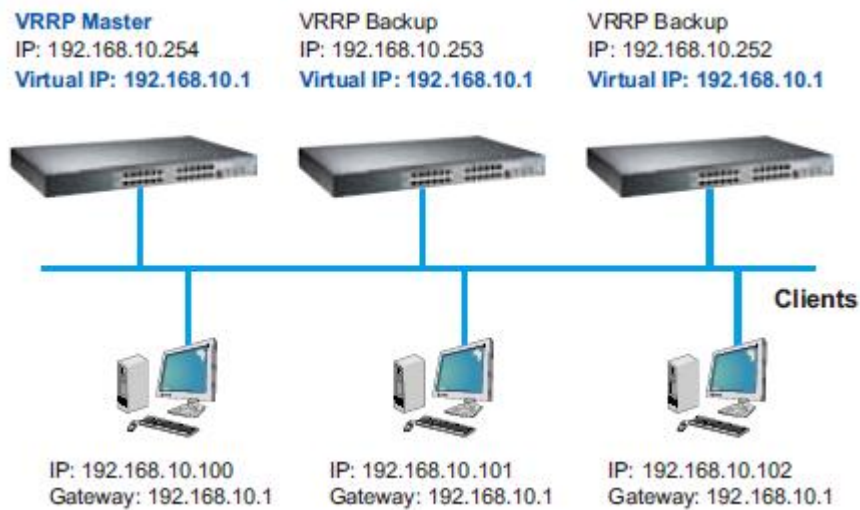 VRRP Master
IP: 192.168.10.254
Virtual IP: 192.168.10.1
VRRP Backup
IP: 192.168.10.253
Virtual IP: 192.168.10.1
VRRP Backup
IP: 192.168.10.252
Virtual IP: 192.168.10.1
Clients
IP: 192.168.10.100
Gateway: 192.168.10.1
IP: 192.168.10.101
Gateway: 192.168.10.1
IP: 192.168.10.102
Gateway: 192.168.10.1